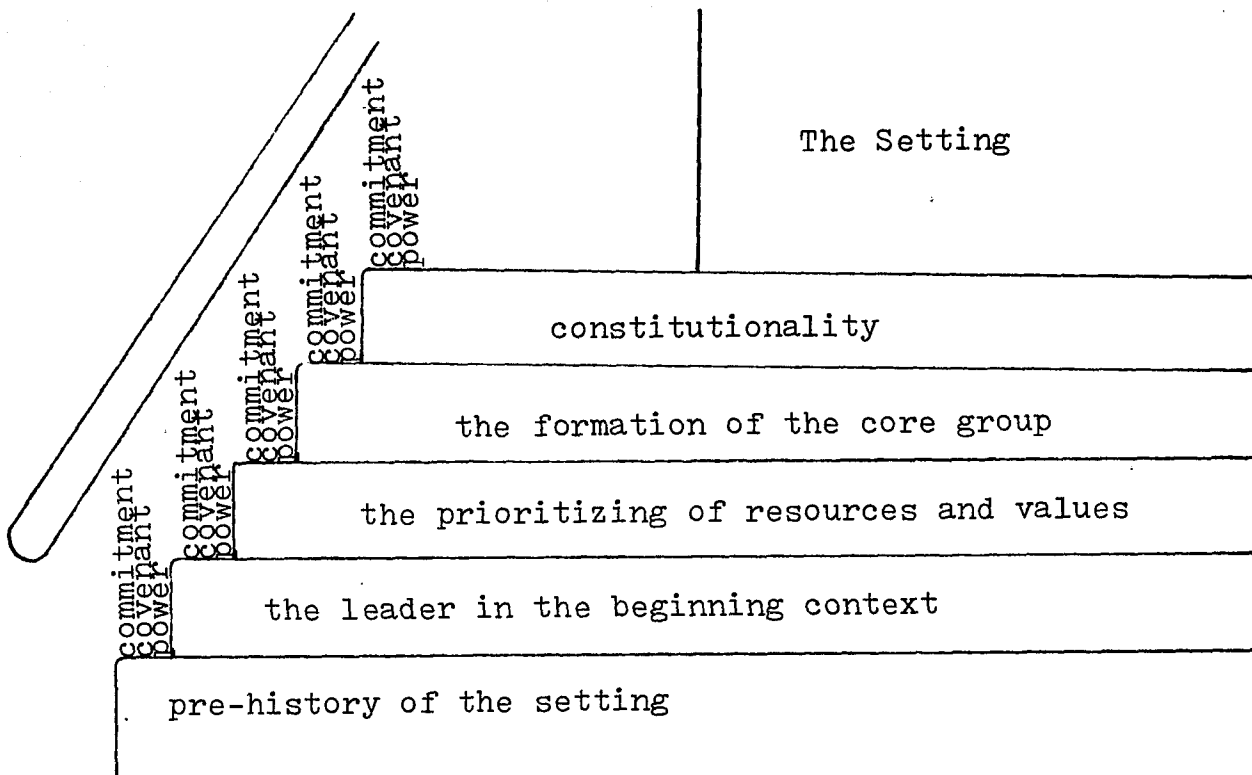 The Setting
commitment
covenant
power
constitutionality
commitment
covenant
power
the formation of the core group
commitment
covenant
power
the prioritizing of resources and values
commitment
covenant
power
the leader in the beginning context
commitment
covenant
power
pre-history of the setting